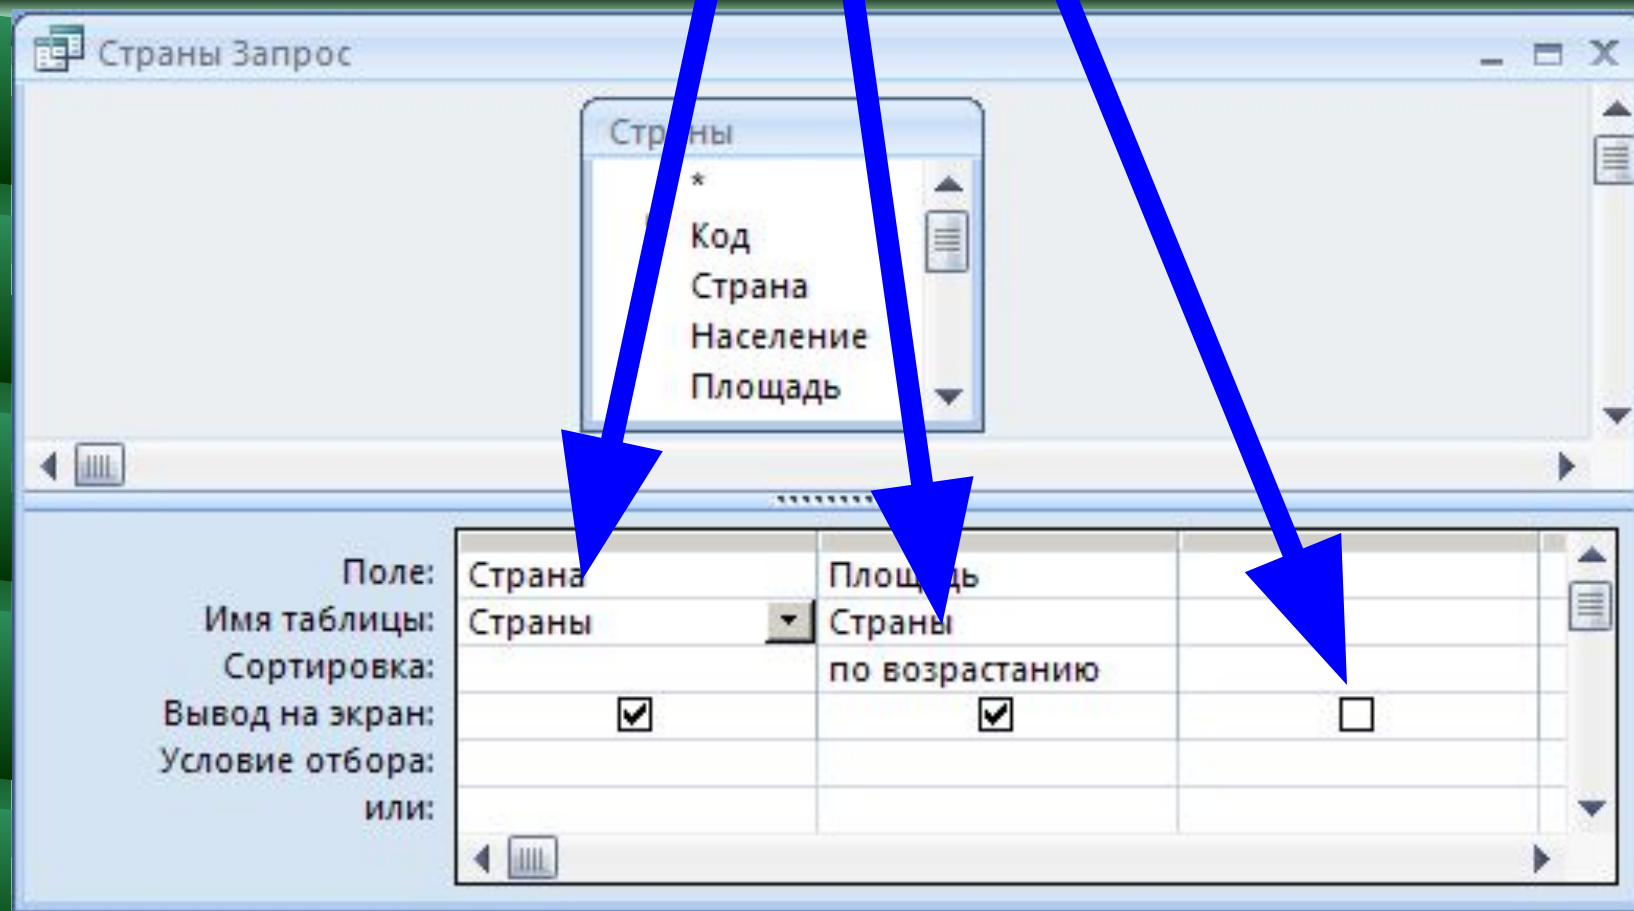 Страны Запрос
Страны
*
Код
Страна
Население
Площадь
Поле: Страна Площадь
Имя таблицы: Страны Страны
Сортировка: по возрастанию
Вывод на экран:
Условие отбора:
или: